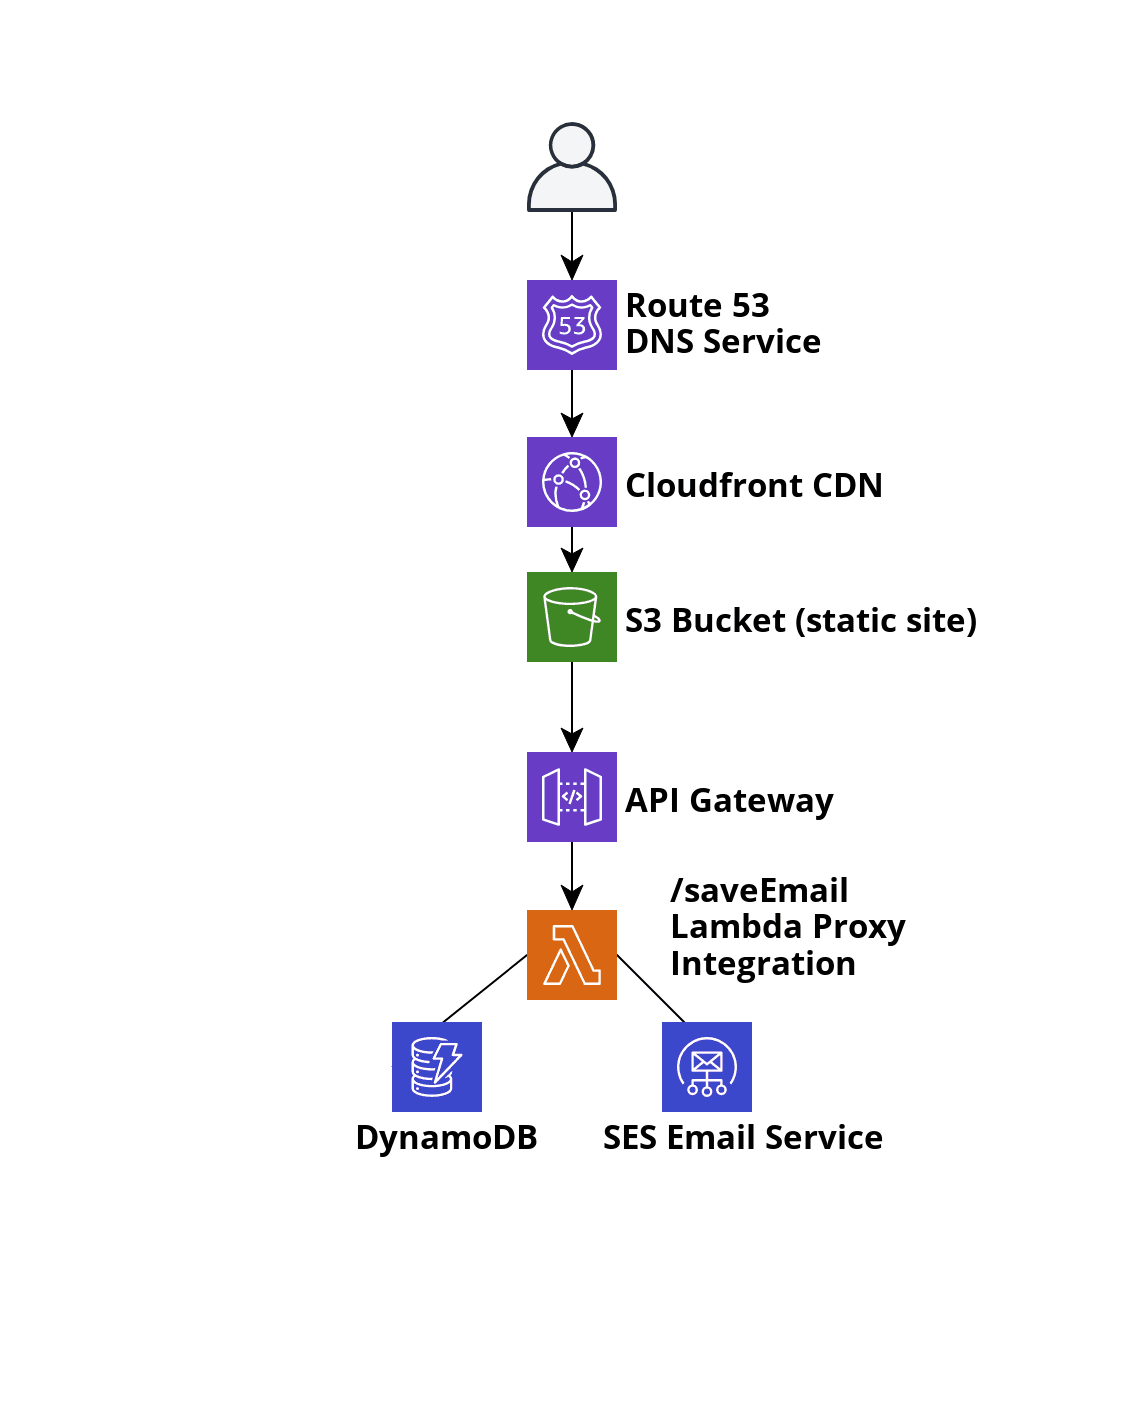 53
Route 53
DNS Service
Cloudfront CDN
S3 Bucket (static site)
</>
API Gateway
/saveEmail
Lambda Proxy
Integration
DynamoDB
SES Email Service